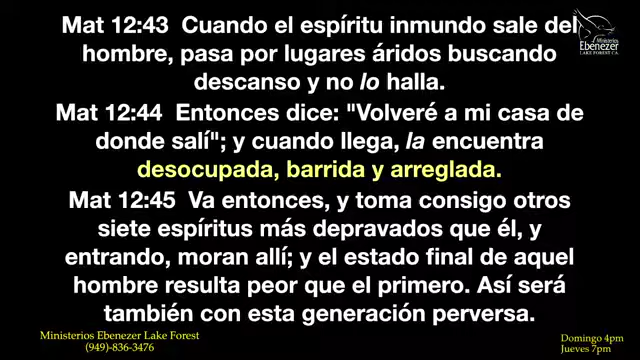 Mat 12:43 Cuando el espíritu inmundo sale del
hombre, pasa por lugares áridos buscando
descanso y no lo halla.
Mat 12:44 Entonces dice: "Volveré a mi casa de
donde salí"; y cuando llega, la encuentra
desocupada, barrida y arreglada.
Mat 12:45 Va entonces, y toma consigo otros
siete espíritus más depravados que él, y
entrando, moran allí; y el estado final de aquel
hombre resulta peor que el primero. Así será
también con esta generación perversa.
Ministerios
Ebenezer
LAKE FOREST CA.
Ministerios Ebenezer Lake Forest
(949)-836-3476
Domingo 4pm
Jueves 7pm